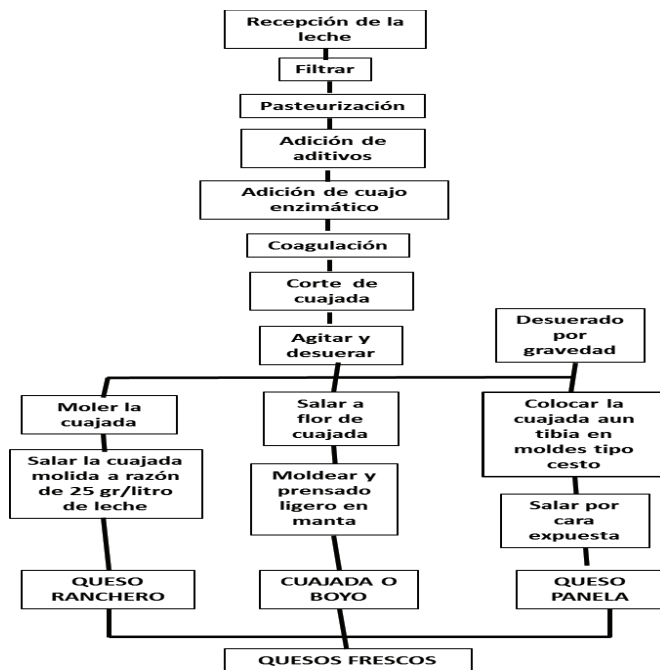 Recepción de la
leche
Filtrar
Pasteurización
Adición de
aditivos
Adición de cuajo
enzimático
Coagulación
Corte de
cuajada
Agitar y
desuerar
Desuerado
por
gravedad
Moler la
cuajada
Salar a
flor de
cuajada
Colocar la
cuajada aun
tibia en
moldes tipo
cesto
Salar la cuajada
molida a razón
de 25 gr/litro
de leche
Moldear y
prensado
ligero en
manta
Salar por
cara
expuesta
QUESO
RANCHERO
CUAJADA O
BOYO
QUESO
PANELA
QUESOS FRESCOS